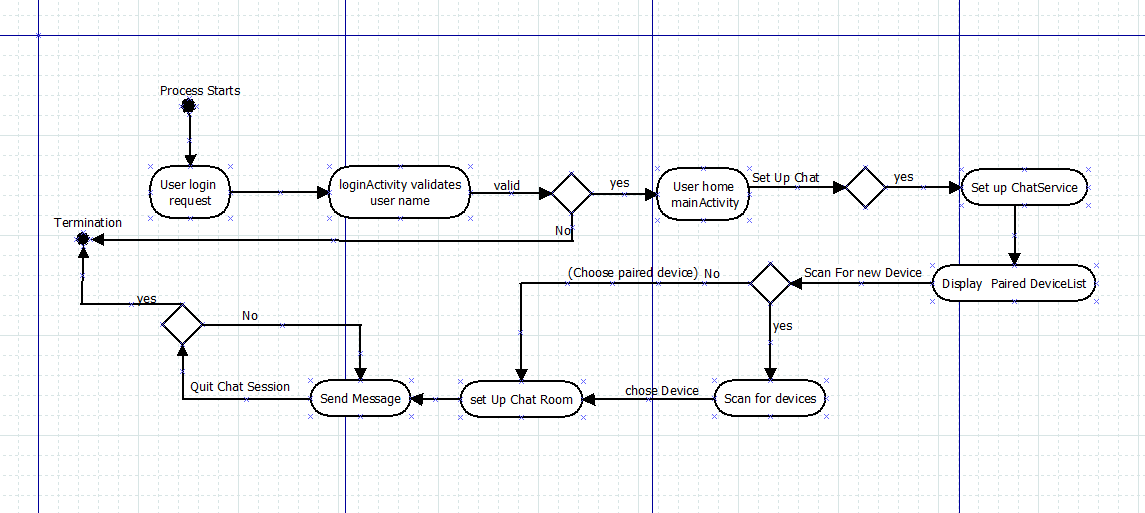 Process Starts
User login
request
loginActivity validates
user name
valid
yes
No
User home
mainActivity
Set Up Chat
yes
Set up ChatService
Termination
Display Paired DeviceList
Scan For new Device
(Choose paired device) No
yes
yes
No
Scan for devices
chose Device
set Up Chat Room
Send Message
Quit Chat Session